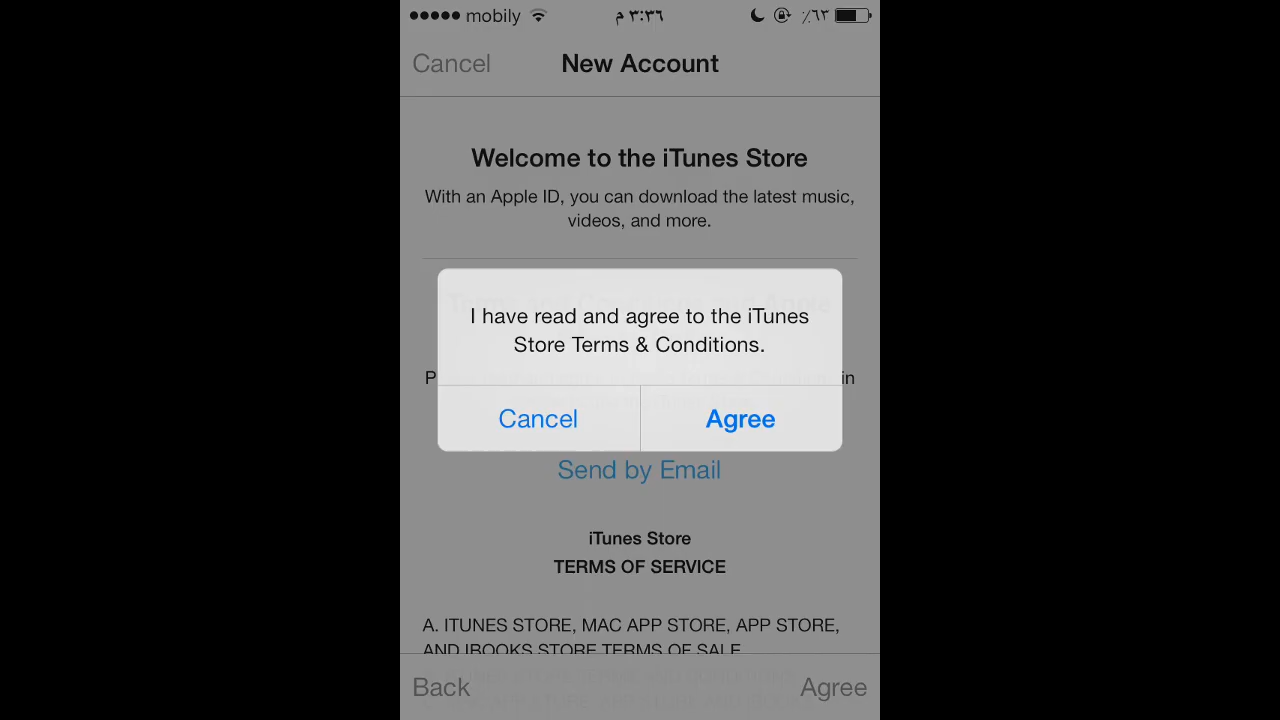 mobily ٣:٣٦ م ٪٦٣
Cancel New Account
Welcome to the iTunes Store
With an Apple ID, you can download the latest music,
videos, and more.
I have read and agree to the iTunes
Store Terms & Conditions.
Cancel Agree
Send by Email
iTunes Store
TERMS OF SERVICE
A. ITUNES STORE, MAC APP STORE, APP STORE,
AND IBOOKS STORE TERMS OF SALE
Back Agree